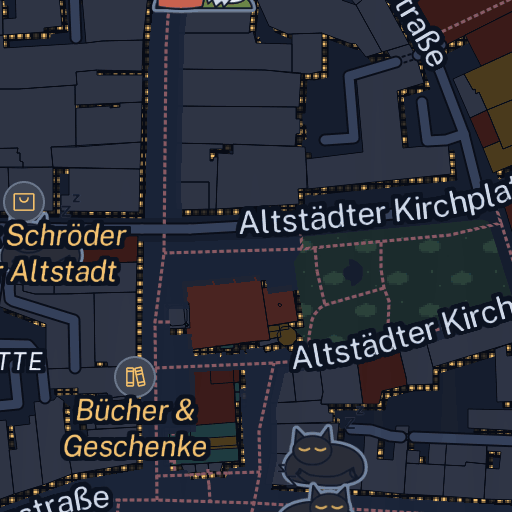 straße
Altstädter Kirchplat
Schröder
r Altstadt
Altstädter Kirch
TTE
Bücher &
Geschenke
straße